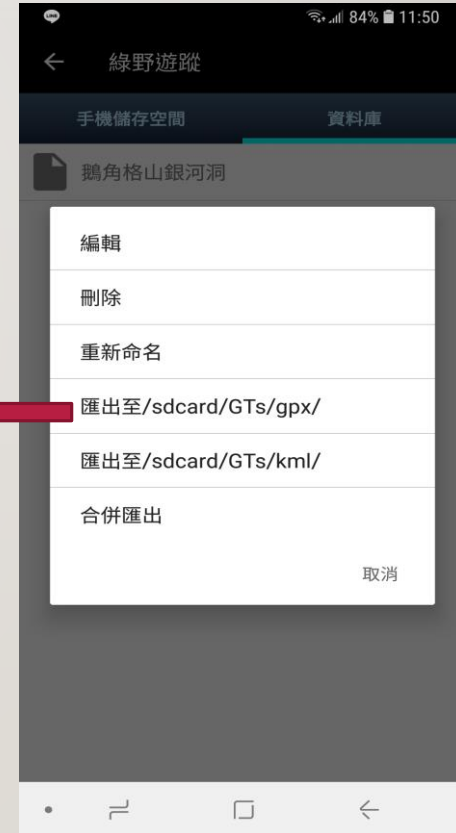 LINE
84% 11:50
綠野遊蹤
手機儲存空間 資料庫
鵝角格山銀河洞
編輯
刪除
重新命名
匯出至/sdcard/GTs/gpx/
匯出至/sdcard/GTs/kml/
合併匯出
取消